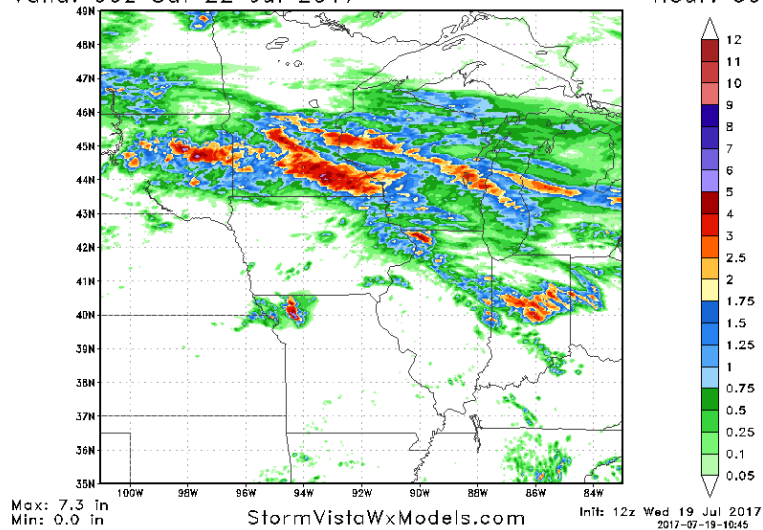 49N
48N
47N
46N
45N
44N
43N
42N
41N
40N
39N
38N
37N
36N
35N
100W 98W 96W 94W 92W 90W 88W 86W 84W
12
11
10
9
8
7
6
5
4
3
2.5
2
1.75
1.5
1.25
1
0.75
0.5
0.25
0.1
0.05
Max: 7.3 in
Min: 0.0 in
StormVistaWxModels.com
Init: 12z Wed 19 Jul 2017
2017-07-19-10:45